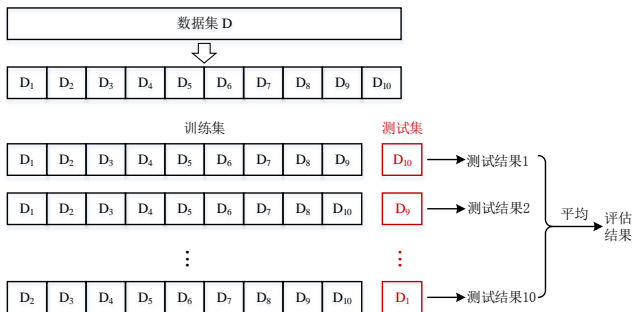 数据集 D
D₁ D₂ D₃ D₄ D₅ D₆ D₇ D₈ D₉ D₁₀
训练集 测试集
D₁ D₂ D₃ D₄ D₅ D₆ D₇ D₈ D₉ D₁₀ 测试结果1
D₁ D₂ D₃ D₄ D₅ D₆ D₇ D₈ D₁₀ D₉ 测试结果2
平均 评估
结果
⋮ ⋮
D₂ D₃ D₄ D₅ D₆ D₇ D₈ D₉ D₁₀ D₁ 测试结果10